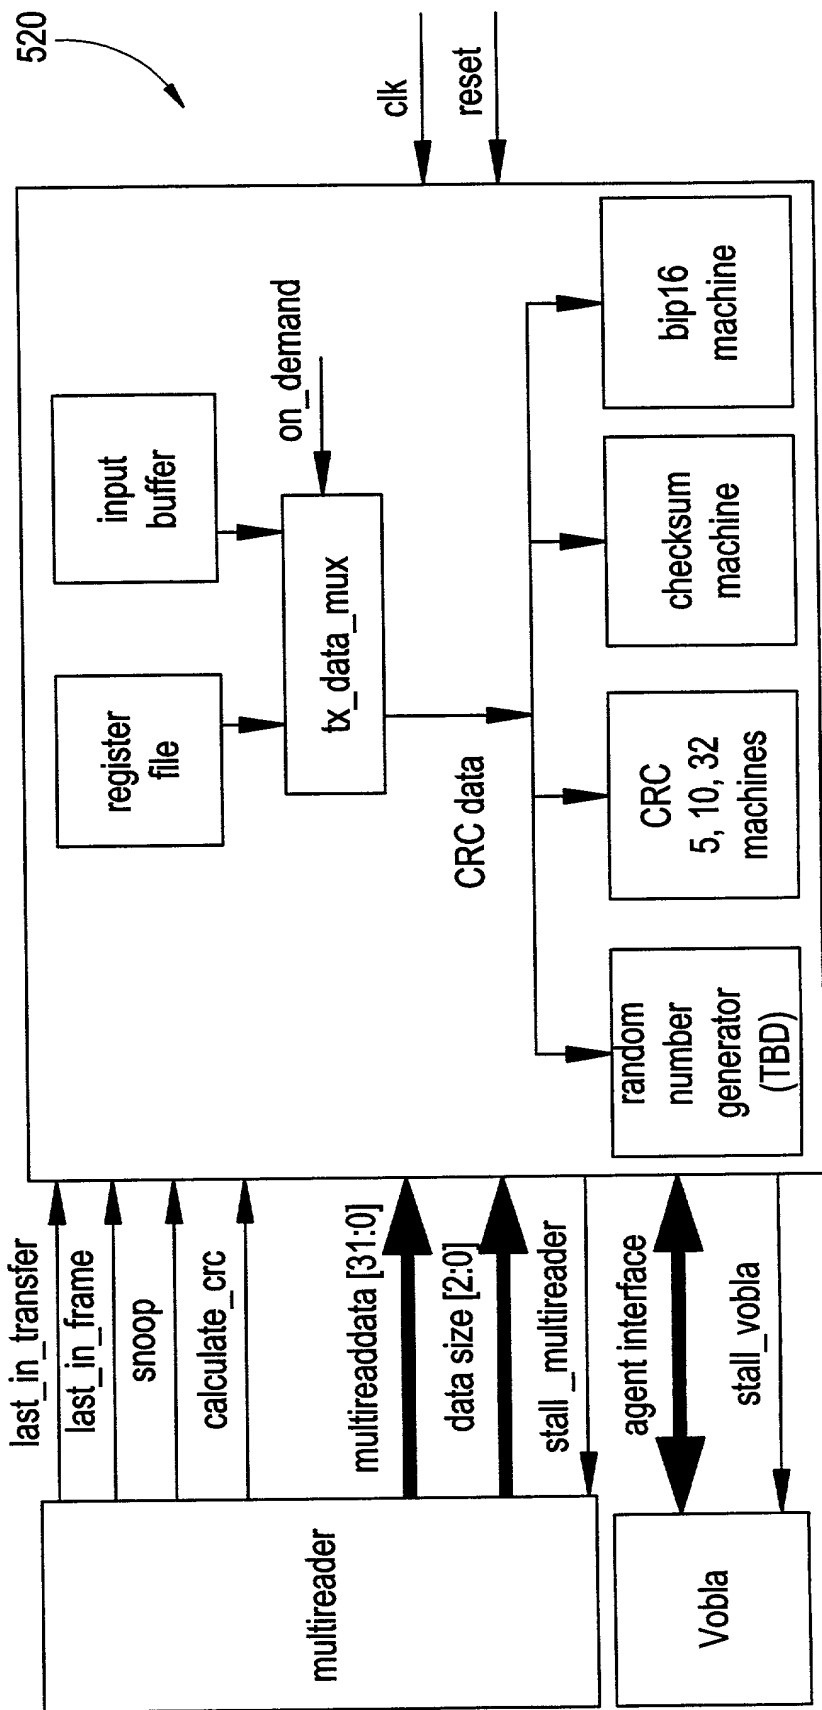 520
last_in_transfer
last_in_frame
snoop
calculate_crc
multireaddata [31:0]
data size [2:0]
stall_multireader
agent interface
stall_vobla
multireader
Vobla
register
file
input
buffer
tx_data_mux
on_demand
CRC data
random
number
generator
(TBD)
CRC
5, 10, 32
machines
checksum
machine
bip16
machine
clk
reset